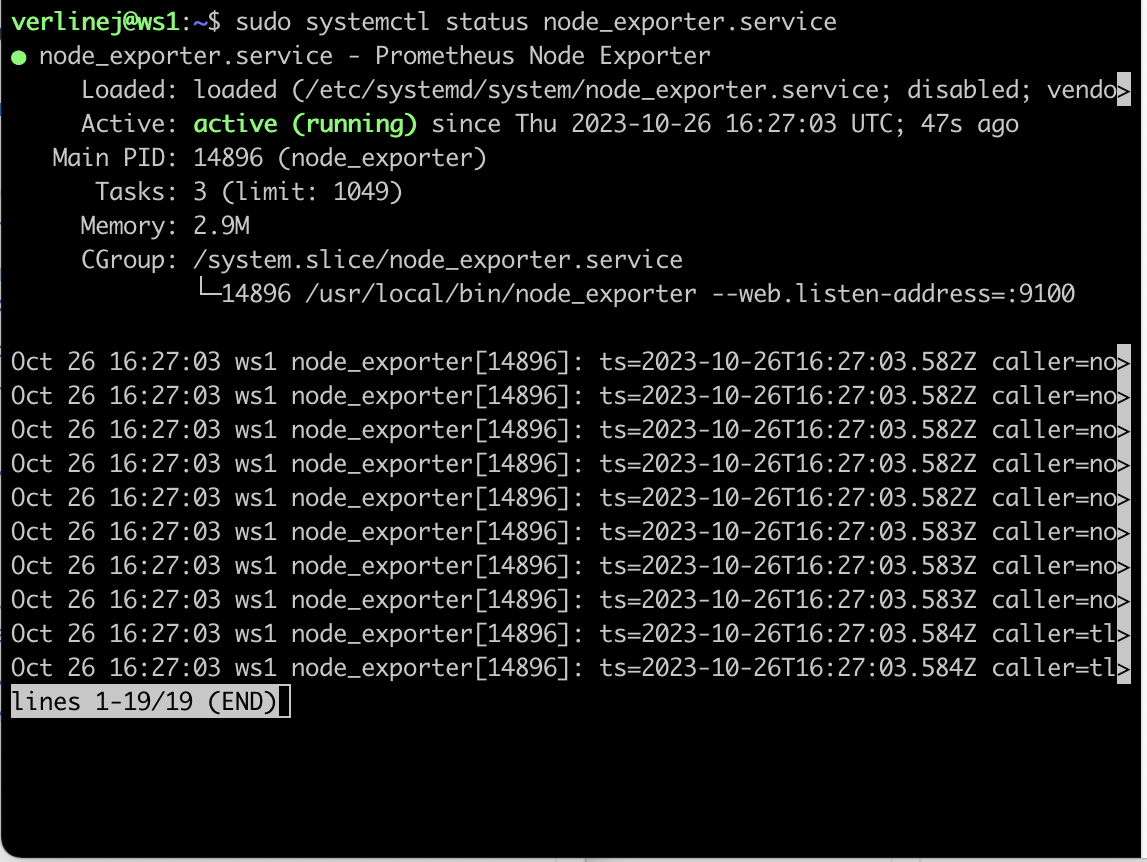 verlinej@ws1:~$ sudo systemctl status node_exporter.service
● node_exporter.service - Prometheus Node Exporter
     Loaded: loaded (/etc/systemd/system/node_exporter.service; disabled; vendo>
     Active: active (running) since Thu 2023-10-26 16:27:03 UTC; 47s ago
   Main PID: 14896 (node_exporter)
      Tasks: 3 (limit: 1049)
     Memory: 2.9M
     CGroup: /system.slice/node_exporter.service
             └─14896 /usr/local/bin/node_exporter --web.listen-address=:9100

Oct 26 16:27:03 ws1 node_exporter[14896]: ts=2023-10-26T16:27:03.582Z caller=no>
Oct 26 16:27:03 ws1 node_exporter[14896]: ts=2023-10-26T16:27:03.582Z caller=no>
Oct 26 16:27:03 ws1 node_exporter[14896]: ts=2023-10-26T16:27:03.582Z caller=no>
Oct 26 16:27:03 ws1 node_exporter[14896]: ts=2023-10-26T16:27:03.582Z caller=no>
Oct 26 16:27:03 ws1 node_exporter[14896]: ts=2023-10-26T16:27:03.582Z caller=no>
Oct 26 16:27:03 ws1 node_exporter[14896]: ts=2023-10-26T16:27:03.583Z caller=no>
Oct 26 16:27:03 ws1 node_exporter[14896]: ts=2023-10-26T16:27:03.583Z caller=no>
Oct 26 16:27:03 ws1 node_exporter[14896]: ts=2023-10-26T16:27:03.583Z caller=no>
Oct 26 16:27:03 ws1 node_exporter[14896]: ts=2023-10-26T16:27:03.584Z caller=tl>
Oct 26 16:27:03 ws1 node_exporter[14896]: ts=2023-10-26T16:27:03.584Z caller=tl>
lines 1-19/19 (END)